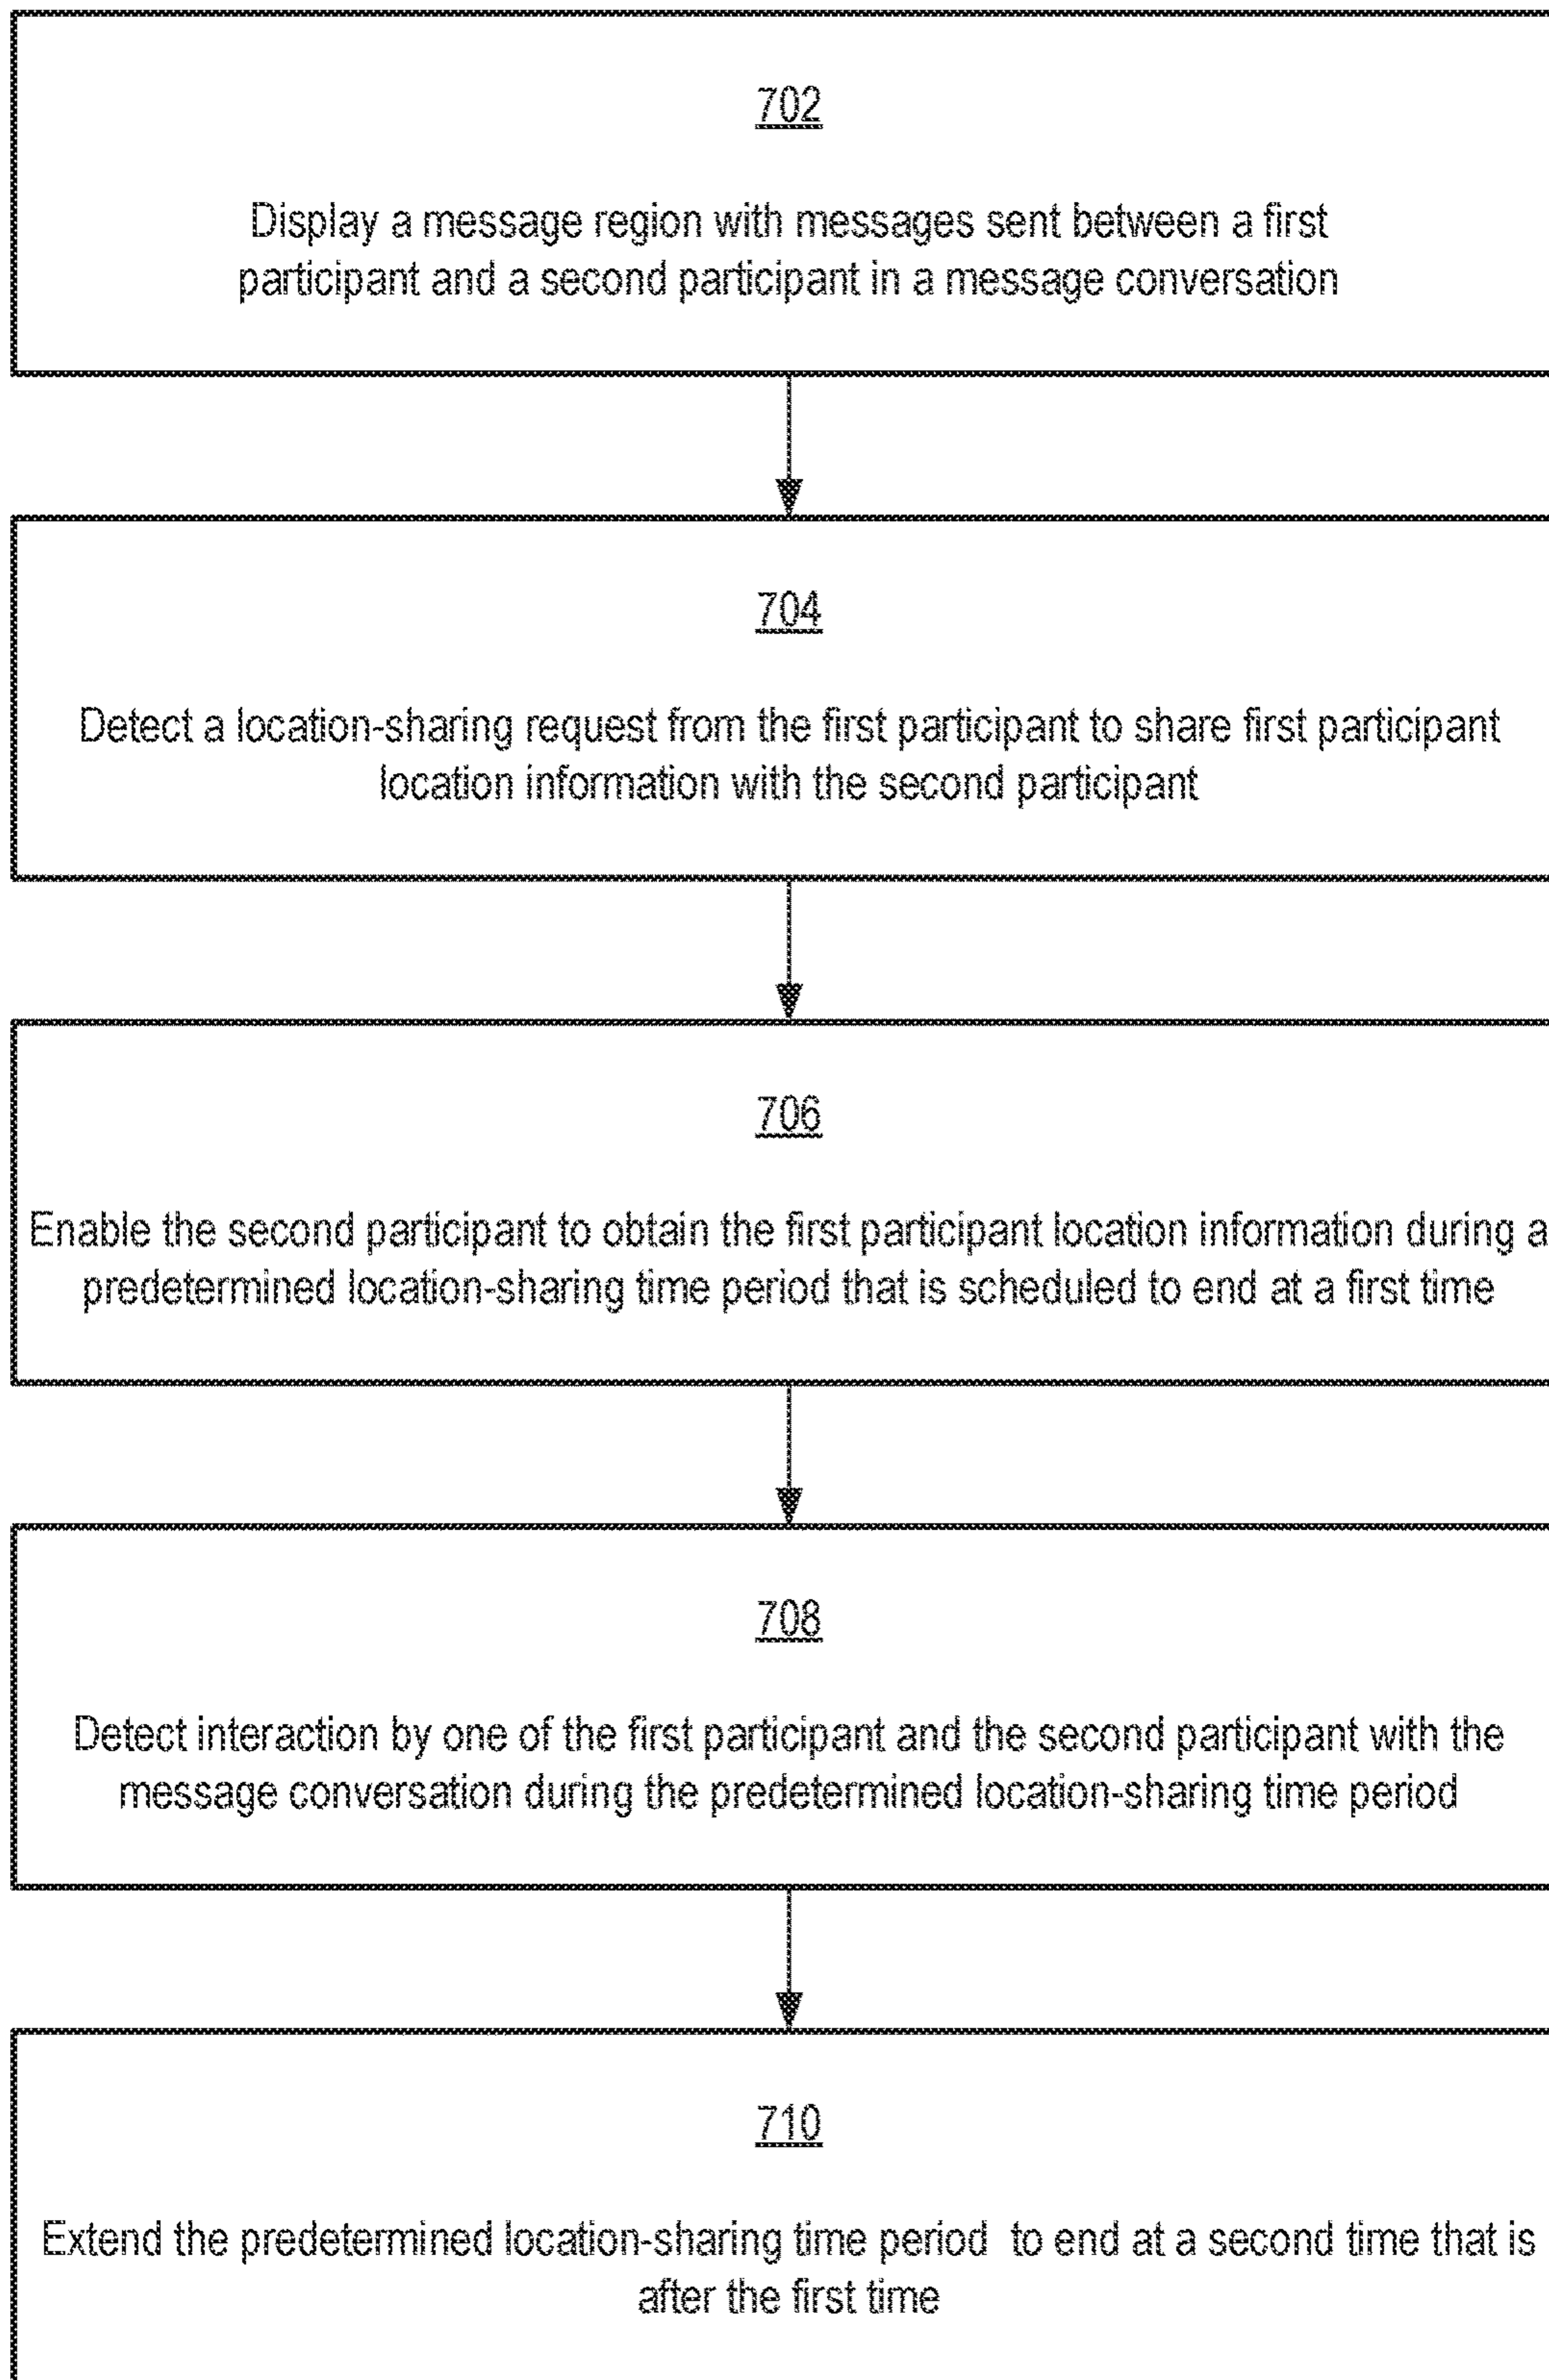 702
Display a message region with messages sent between a first
participant and a second participant in a message conversation
704
Detect a location-sharing request from the first participant to share first participant
location information with the second participant
706
Enable the second participant to obtain the first participant location information during a
predetermined location-sharing time period that is scheduled to end at a first time
708
Detect interaction by one of the first participant and the second participant with the
message conversation during the predetermined location-sharing time period
710
Extend the predetermined location-sharing time period to end at a second time that is
after the first time